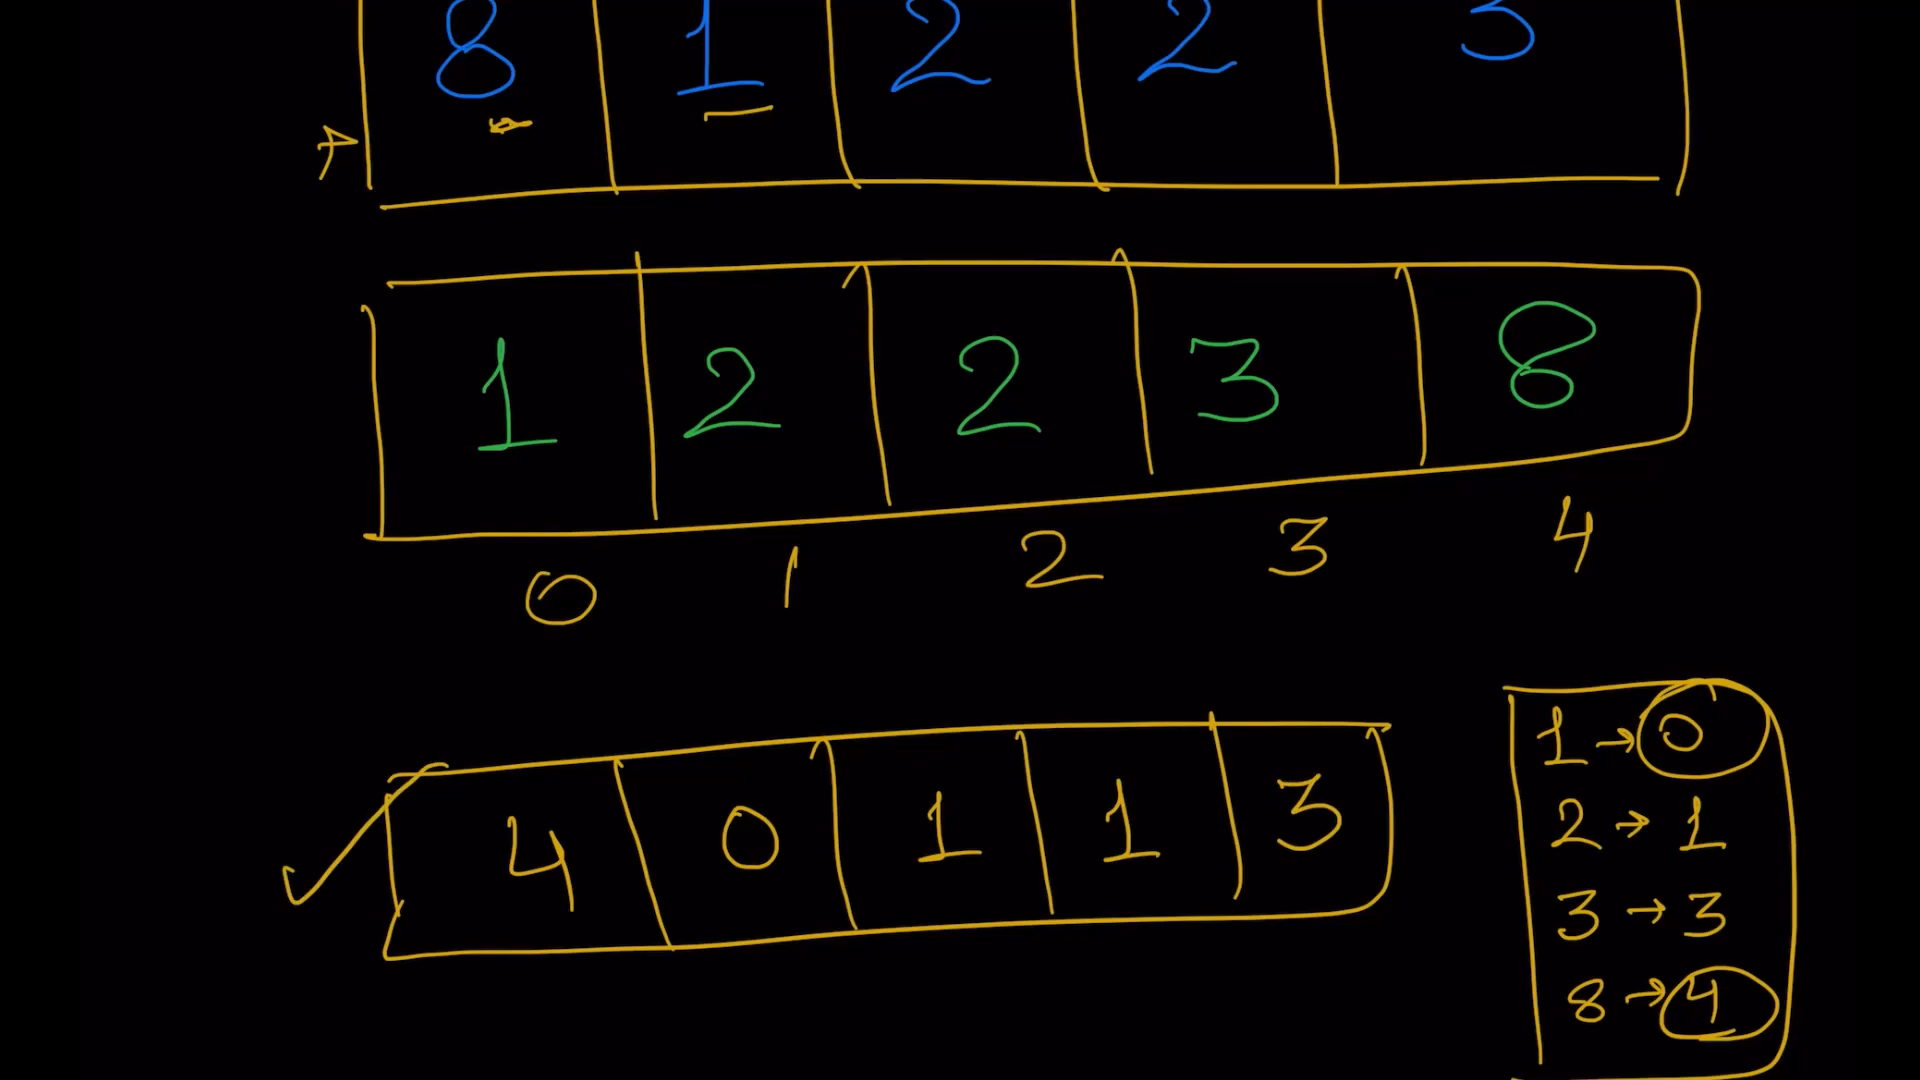 8 1 2 2 3
1 2 2 3 8
0 1 2 3 4
4 0 1 1 3
1 → 0
2 → 1
3 → 3
8 → 4